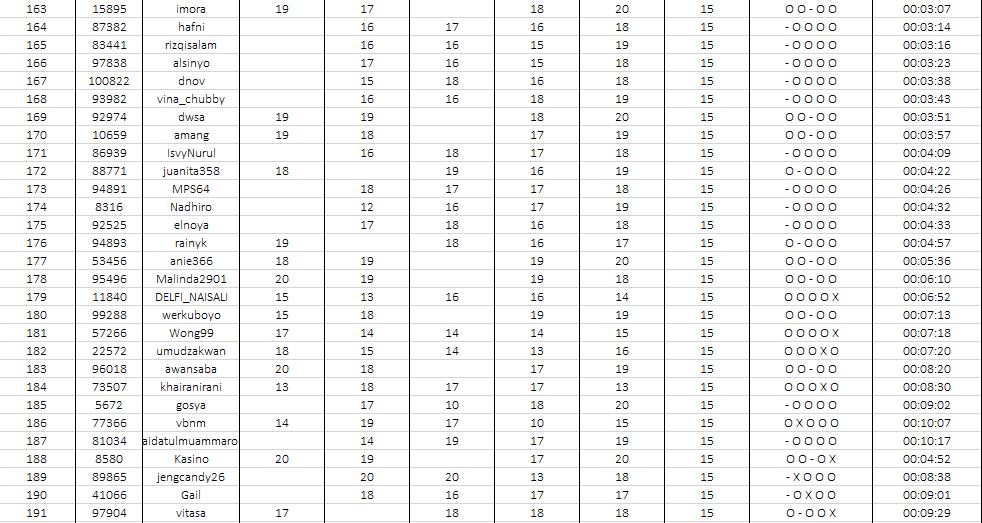 163 15895 imora 19 17 18 20 15 O O - O O 00:03:07
164 87382 hafni 16 17 16 18 15 - O O O O 00:03:14
165 83441 rizqisalam 16 16 15 19 15 - O O O O 00:03:16
166 97838 alsinyo 17 16 15 18 15 - O O O O 00:03:23
167 100822 dnov 15 18 16 18 15 - O O O O 00:03:38
168 93982 vina_chubby 16 16 18 19 15 - O O O O 00:03:43
169 92974 dwsa 19 19 18 20 15 O O - O O 00:03:51
170 10659 amang 19 18 17 19 15 O O - O O 00:03:57
171 86939 IsvyNurul 16 18 17 18 15 - O O O O 00:04:09
172 88771 juanita358 18 19 16 19 15 O - O O O 00:04:22
173 94891 MPS64 18 17 17 18 15 - O O O O 00:04:26
174 8316 Nadhiro 12 16 17 19 15 - O O O O 00:04:32
175 92525 elnoya 17 18 16 18 15 - O O O O 00:04:33
176 94893 rainyk 19 18 16 17 15 O - O O O 00:04:57
177 53456 anie366 18 19 19 20 15 O O - O O 00:05:36
178 95496 Malinda2901 20 19 19 18 15 O O - O O 00:06:10
179 11840 DELFI_NAISALI 15 13 16 16 14 15 O O O O X 00:06:52
180 99288 werkuboyo 15 18 19 19 15 O O - O O 00:07:13
181 57266 Wong99 17 14 14 14 15 15 O O O O X 00:07:18
182 22572 umudzakwan 18 15 14 13 16 15 O O O X O 00:07:20
183 96018 awansaba 20 18 17 19 15 O O - O O 00:08:20
184 73507 khairanirani 13 18 17 17 13 15 O O O X O 00:08:30
185 5672 gosya 17 10 18 20 15 - O O O O 00:09:02
186 77366 vbnm 14 19 17 10 15 15 O X O O O 00:10:07
187 81034 aidatulmuammaro 14 19 17 19 15 - O O O O 00:10:17
188 8580 Kasino 20 19 17 20 15 O O - O X 00:04:52
189 89865 jengcandy26 20 20 13 18 15 - X O O O 00:08:38
190 41066 Gail 18 16 17 17 15 - O X O O 00:09:01
191 97904 vitasa 17 18 18 18 15 O - O O X 00:09:29